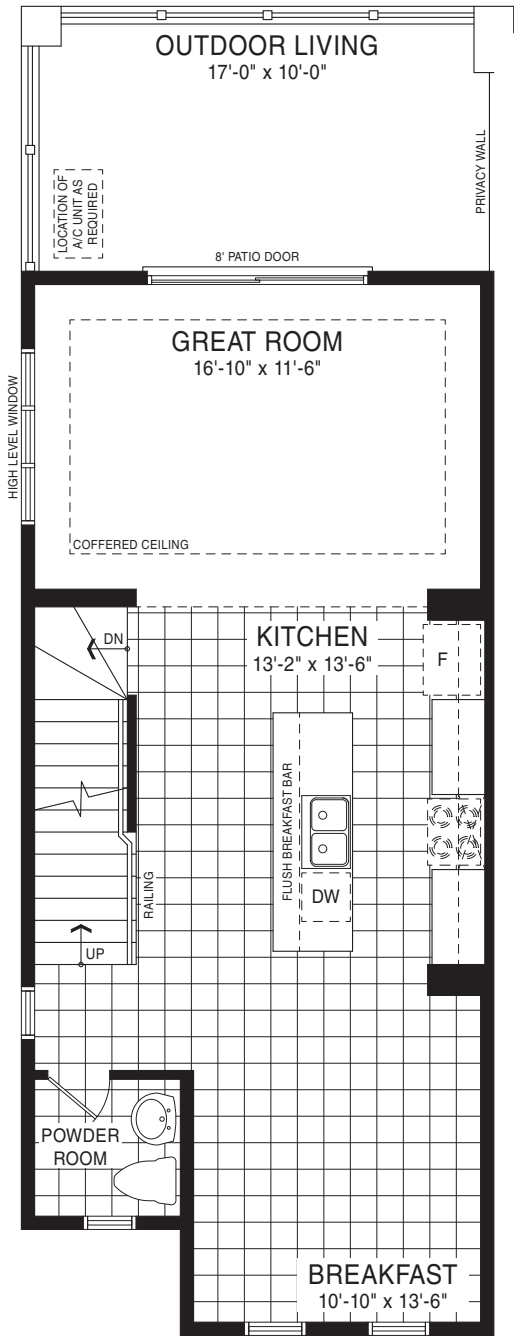 OUTDOOR LIVING
17'-0" x 10'-0"
LOCATION OF
A/C UNIT AS
REQUIRED
PRIVACY WALL
8' PATIO DOOR
GREAT ROOM
16'-10" x 11'-6"
HIGH LEVEL WINDOW
COFFERED CEILING
DN
KITCHEN
13'-2" x 13'-6"
F
FLUSH BREAKFAST BAR
DW
RAILING
UP
POWDER
ROOM
BREAKFAST
10'-10" x 13'-6"